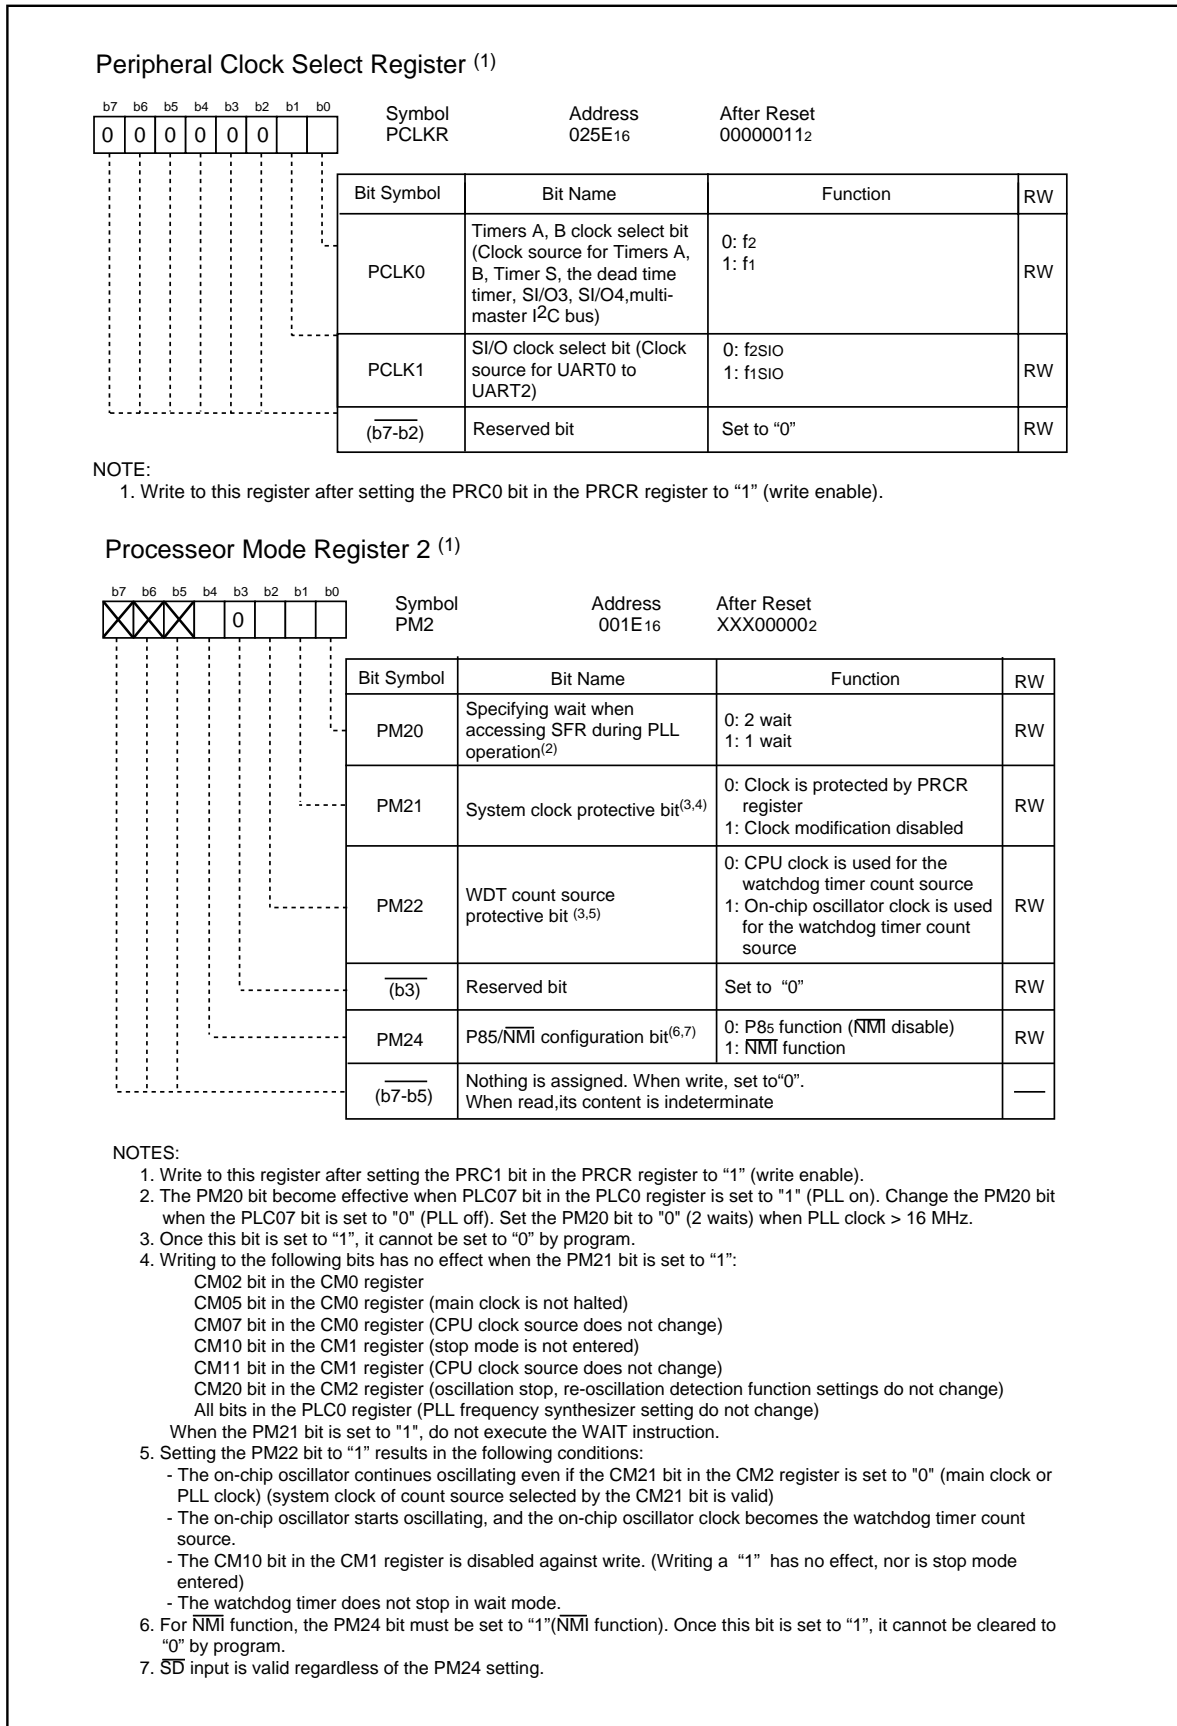 Peripheral Clock Select Register (1)
b7 b6 b5 b4 b3 b2 b1 b0
0 0 0 0 0 0
Symbol Address After Reset
PCLKR 025E16 000000112
Bit Symbol Bit Name Function RW
PCLK0
Timers A, B clock select bit
(Clock source for Timers A,
B, Timer S, the dead time
timer, SI/O3, SI/O4,multi-
master I2C bus)
0: f2
1: f1
RW
PCLK1
SI/O clock select bit (Clock
source for UART0 to
UART2)
0: f2SIO
1: f1SIO
RW
(b7-b2) Reserved bit Set to “0” RW
NOTE:
1. Write to this register after setting the PRC0 bit in the PRCR register to “1” (write enable).
Processeor Mode Register 2 (1)
b7 b6 b5 b4 b3 b2 b1 b0
0
Symbol Address After Reset
PM2 001E16 XXX000002
Bit Symbol Bit Name Function RW
PM20
Specifying wait when
accessing SFR during PLL
operation(2)
0: 2 wait
1: 1 wait
RW
PM21
System clock protective bit(3,4)
0: Clock is protected by PRCR
register
1: Clock modification disabled
RW
PM22
WDT count source
protective bit (3,5)
0: CPU clock is used for the
watchdog timer count source
1: On-chip oscillator clock is used
for the watchdog timer count
source
RW
(b3) Reserved bit Set to “0” RW
PM24
P85/NMI configuration bit(6,7)
0: P85 function (NMI disable)
1: NMI function
RW
(b7-b5)
Nothing is assigned. When write, set to“0”.
When read,its content is indeterminate
NOTES:
1. Write to this register after setting the PRC1 bit in the PRCR register to “1” (write enable).
2. The PM20 bit become effective when PLC07 bit in the PLC0 register is set to "1" (PLL on). Change the PM20 bit
when the PLC07 bit is set to "0" (PLL off). Set the PM20 bit to "0" (2 waits) when PLL clock > 16 MHz.
3. Once this bit is set to “1”, it cannot be set to “0” by program.
4. Writing to the following bits has no effect when the PM21 bit is set to “1”:
CM02 bit in the CM0 register
CM05 bit in the CM0 register (main clock is not halted)
CM07 bit in the CM0 register (CPU clock source does not change)
CM10 bit in the CM1 register (stop mode is not entered)
CM11 bit in the CM1 register (CPU clock source does not change)
CM20 bit in the CM2 register (oscillation stop, re-oscillation detection function settings do not change)
All bits in the PLC0 register (PLL frequency synthesizer setting do not change)
When the PM21 bit is set to "1", do not execute the WAIT instruction.
5. Setting the PM22 bit to “1” results in the following conditions:
- The on-chip oscillator continues oscillating even if the CM21 bit in the CM2 register is set to "0" (main clock or
PLL clock) (system clock of count source selected by the CM21 bit is valid)
- The on-chip oscillator starts oscillating, and the on-chip oscillator clock becomes the watchdog timer count
source.
- The CM10 bit in the CM1 register is disabled against write. (Writing a “1” has no effect, nor is stop mode
entered)
- The watchdog timer does not stop in wait mode.
6. For NMI function, the PM24 bit must be set to “1”(NMI function). Once this bit is set to “1”, it cannot be cleared to
“0” by program.
7. SD input is valid regardless of the PM24 setting.